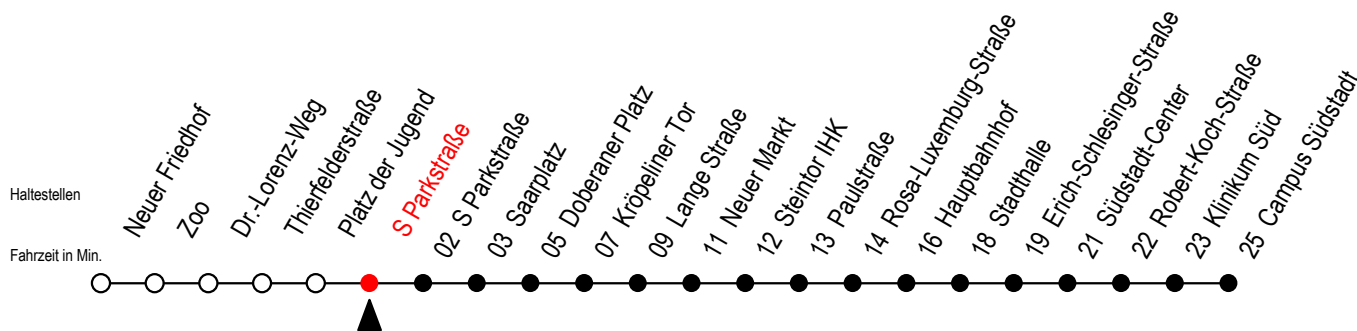 Haltestellen
Fahrzeit in Min.
Neuer Friedhof
Zoo
Dr.-Lorenz-Weg
Thierfelderstraße
Platz der Jugend
S Parkstraße
02 S Parkstraße
03 Saarplatz
05 Doberaner Platz
07 Kröpeliner Tor
09 Lange Straße
11 Neuer Markt
12 Steintor IHK
13 Paulstraße
14 Rosa-Luxemburg-Straße
16 Hauptbahnhof
18 Stadthalle
19 Erich-Schlesinger-Straße
21 Südstadt-Center
22 Robert-Koch-Straße
23 Klinikum Süd
25 Campus Südstadt